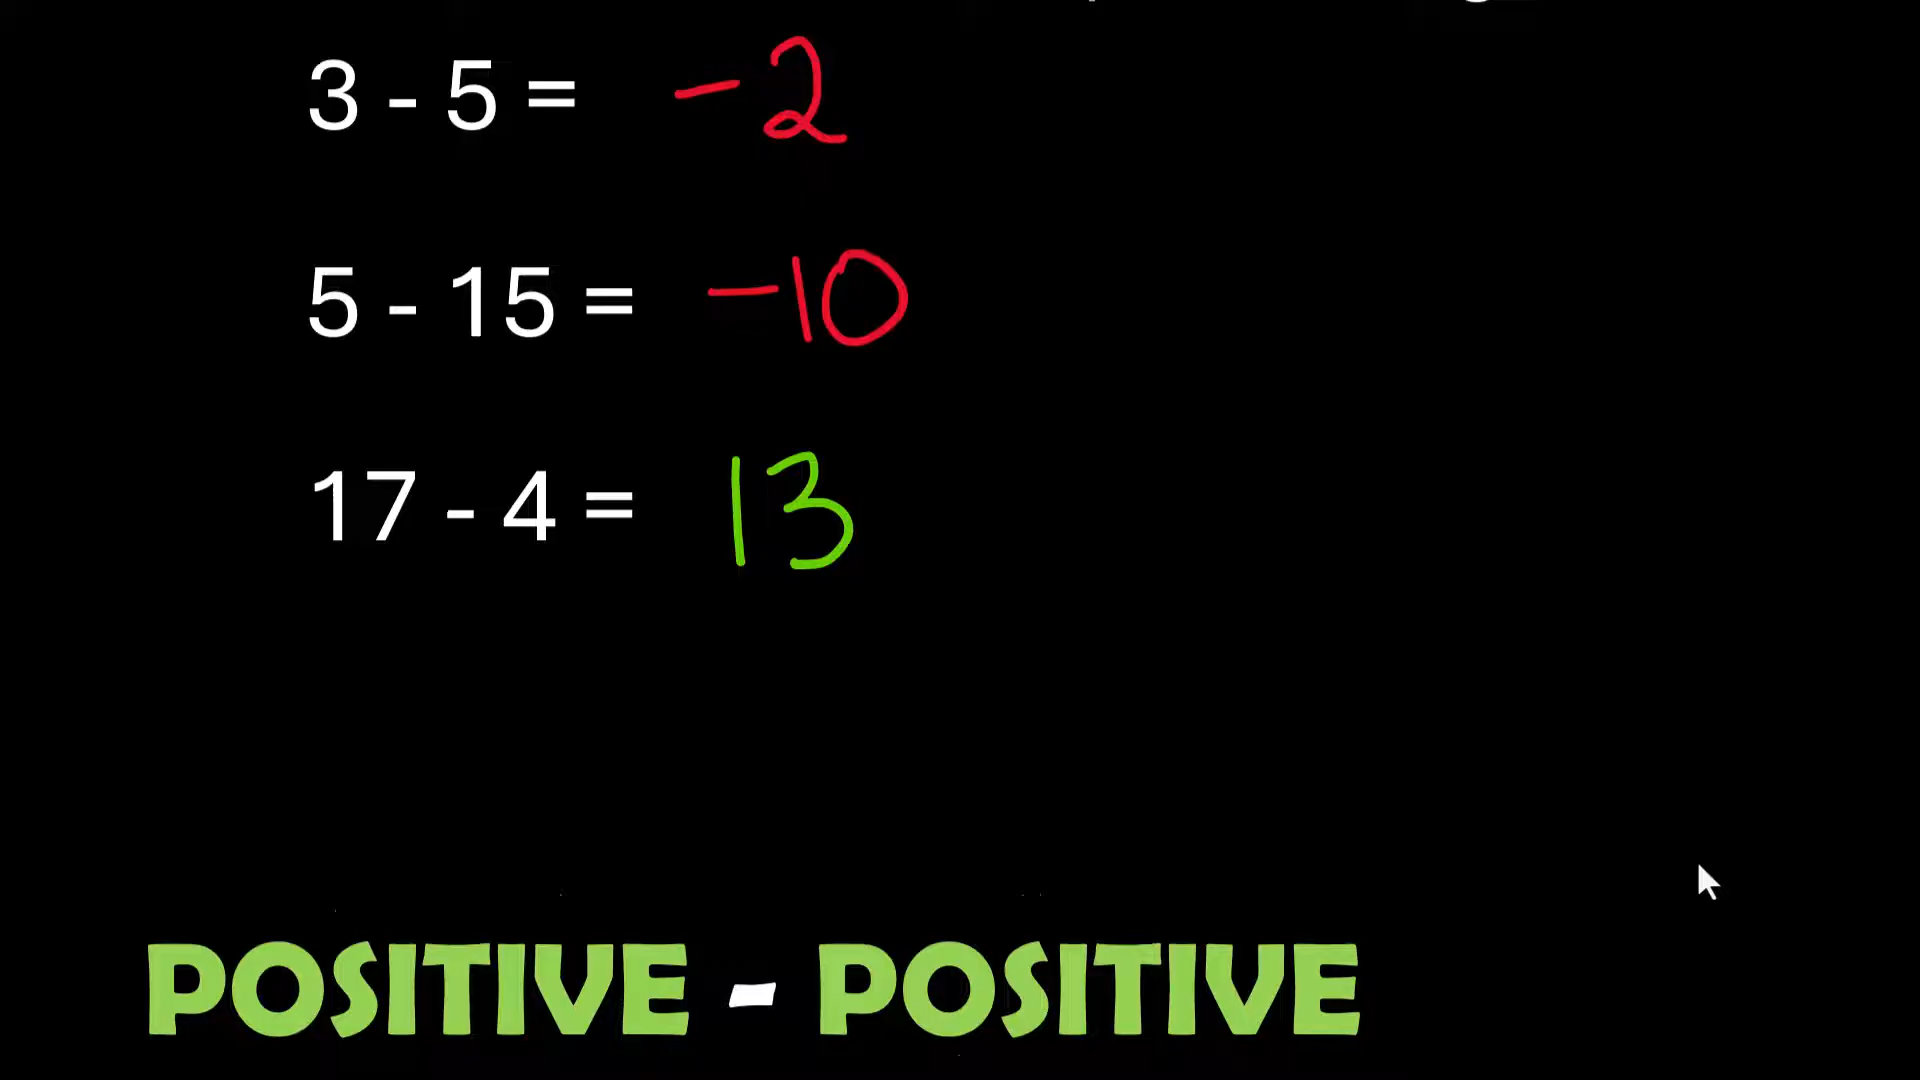 3 - 5 = -2
5 - 15 = -10
17 - 4 = 13
POSITIVE - POSITIVE